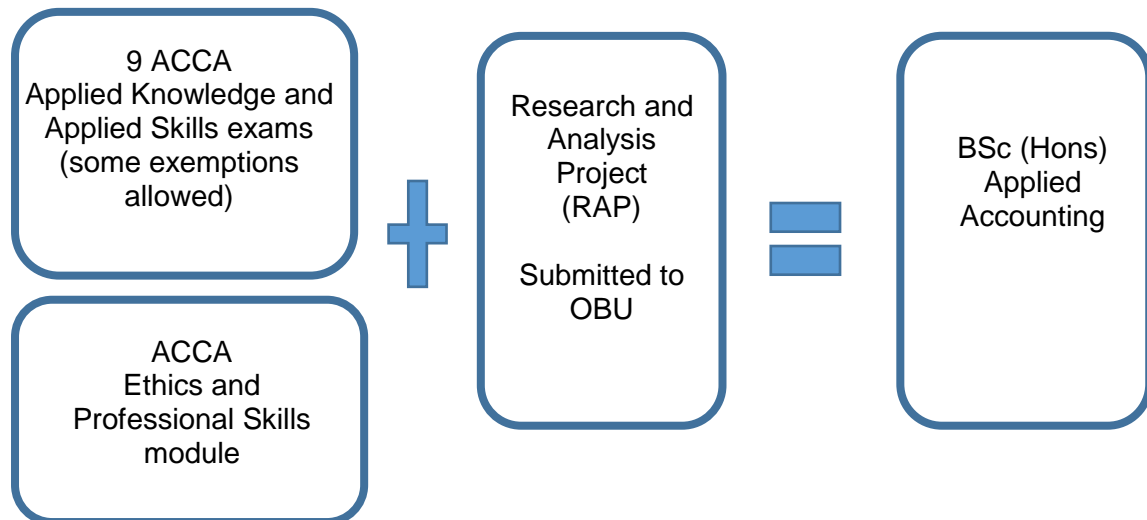 9 ACCA
Applied Knowledge and
Applied Skills exams
(some exemptions
allowed)
ACCA
Ethics and
Professional Skills
module
Research and
Analysis
Project
(RAP)
Submitted to
OBU
BSc (Hons)
Applied
Accounting